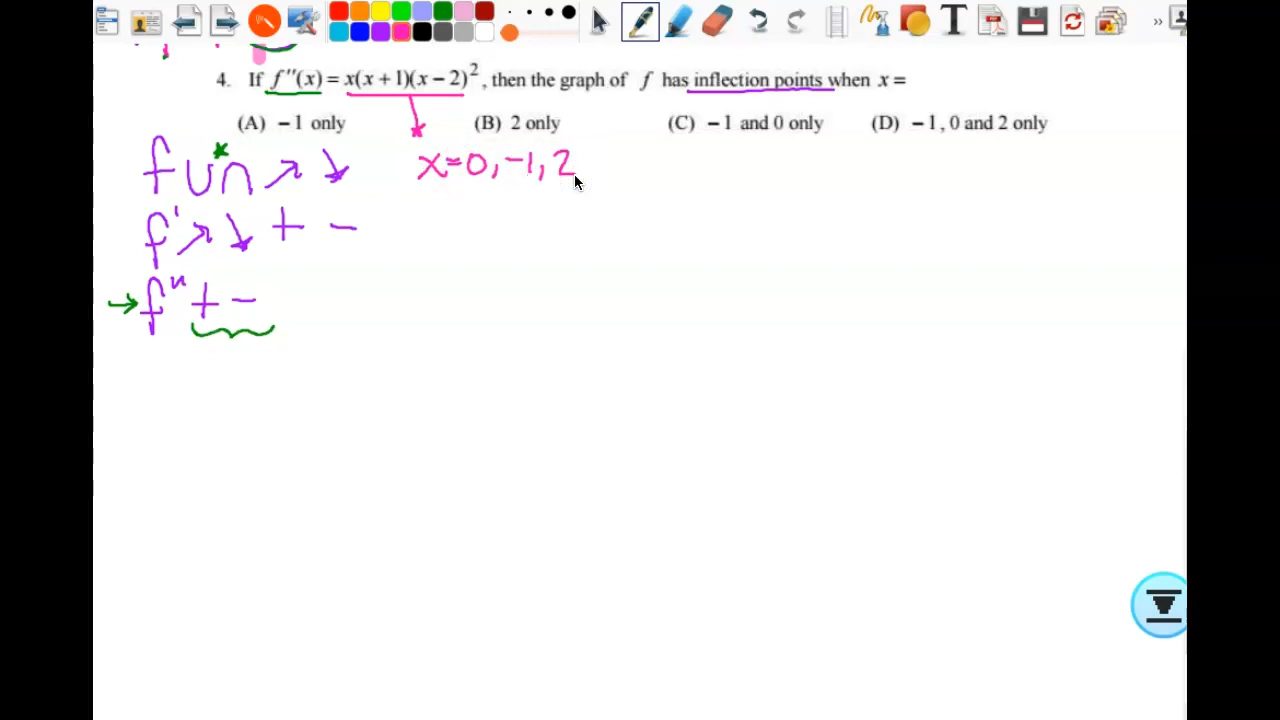 4. If f''(x) = x(x + 1)(x − 2)², then the graph of f has inflection points when x =
(A) −1 only (B) 2 only (C) −1 and 0 only (D) −1, 0 and 2 only
f ∪ ∩ ↗ ↘ x=0, -1, 2
f' ↗ ↘ + -
→ f'' + -